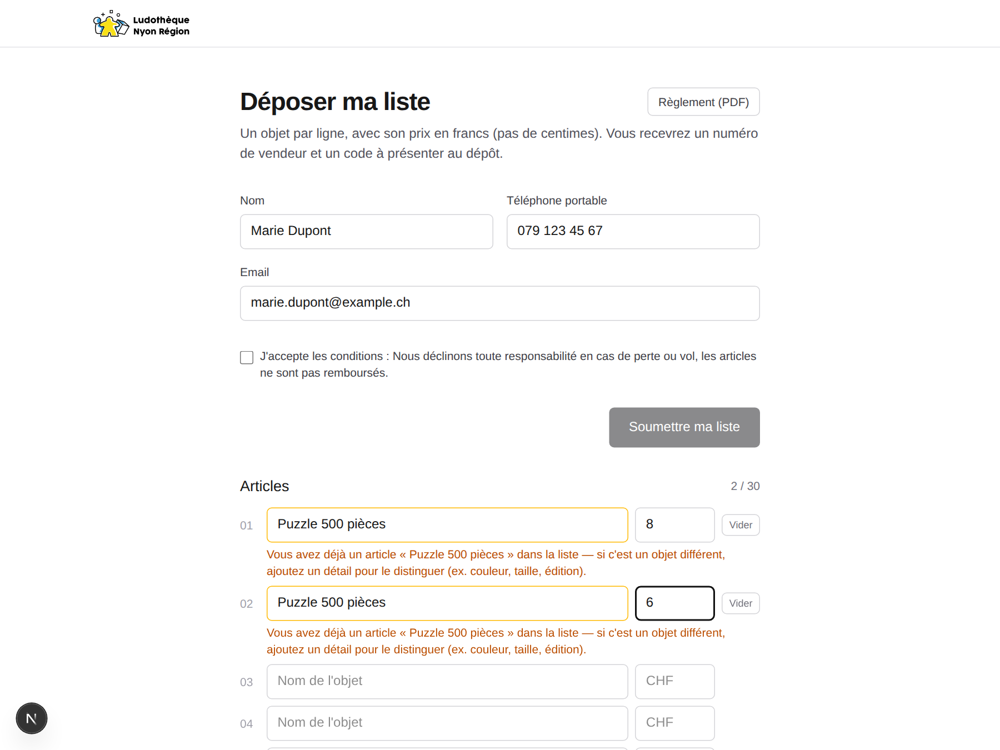 Ludothèque
Nyon Région
Déposer ma liste
Règlement (PDF)
Un objet par ligne, avec son prix en francs (pas de centimes). Vous recevrez un numéro
de vendeur et un code à présenter au dépôt.
Nom
Téléphone portable
Marie Dupont
079 123 45 67
Email
marie.dupont@example.ch
J'accepte les conditions : Nous déclinons toute responsabilité en cas de perte ou vol, les articles
ne sont pas remboursés.
Soumettre ma liste
Articles
2 / 30
01
Puzzle 500 pièces
8
Vider
Vous avez déjà un article « Puzzle 500 pièces » dans la liste — si c'est un objet différent,
ajoutez un détail pour le distinguer (ex. couleur, taille, édition).
02
Puzzle 500 pièces
6
Vider
Vous avez déjà un article « Puzzle 500 pièces » dans la liste — si c'est un objet différent,
ajoutez un détail pour le distinguer (ex. couleur, taille, édition).
03
Nom de l'objet
CHF
04
Nom de l'objet
CHF
N